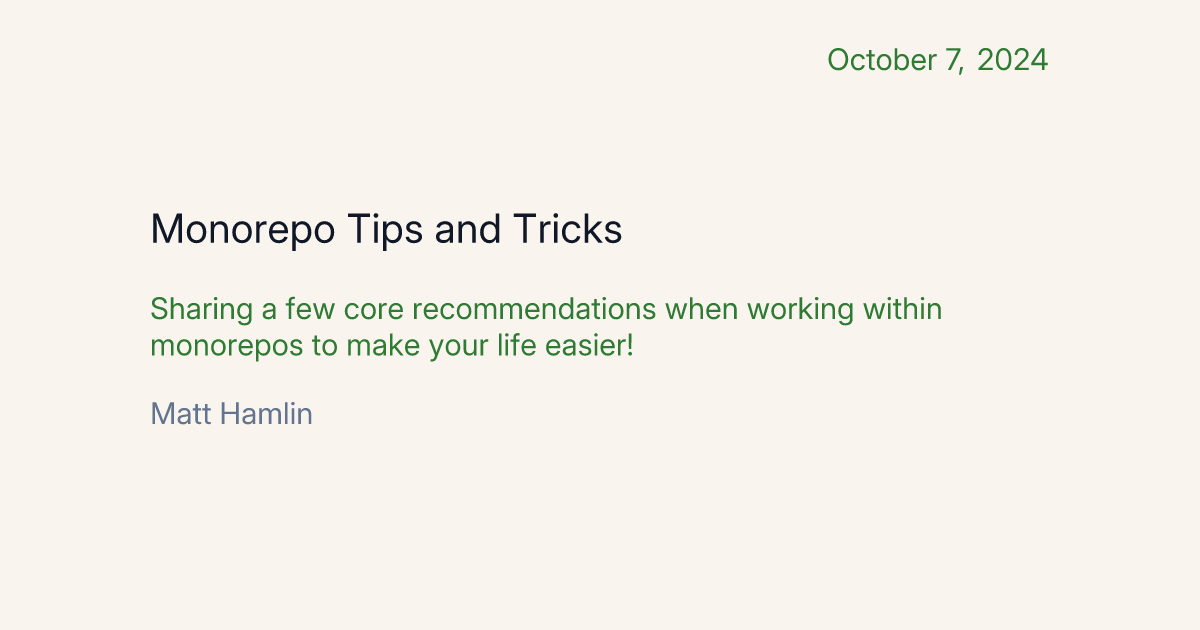 October 7, 2024
Monorepo Tips and Tricks
Sharing a few core recommendations when working within
monorepos to make your life easier!
Matt Hamlin